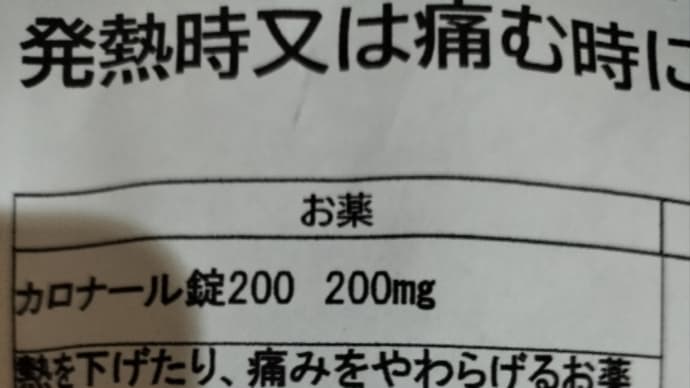 発熱時又は痛む時に
お薬
カロナール錠200 200mg
熱を下げたり、痛みをやわらげるお薬